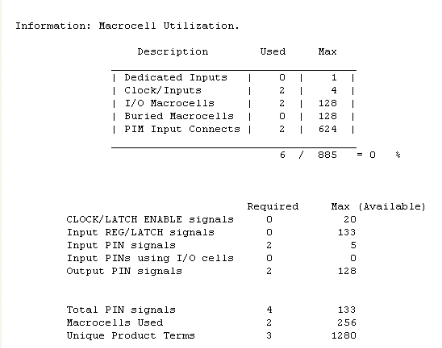 Information: Macrocell Utilization.
Description Used Max
| Dedicated Inputs | 0 | 1 |
| Clock/Inputs | 2 | 4 |
| I/O Macrocells | 2 | 128 |
| Buried Macrocells | 0 | 128 |
| PIM Input Connects | 2 | 624 |
6 / 885 = 0 %
Required Max (Available)
CLOCK/LATCH ENABLE signals 0 20
Input REG/LATCH signals 0 133
Input PIN signals 2 5
Input PINs using I/O cells 0 0
Output PIN signals 2 128
Total PIN signals 4 133
Macrocells Used 2 256
Unique Product Terms 3 1280